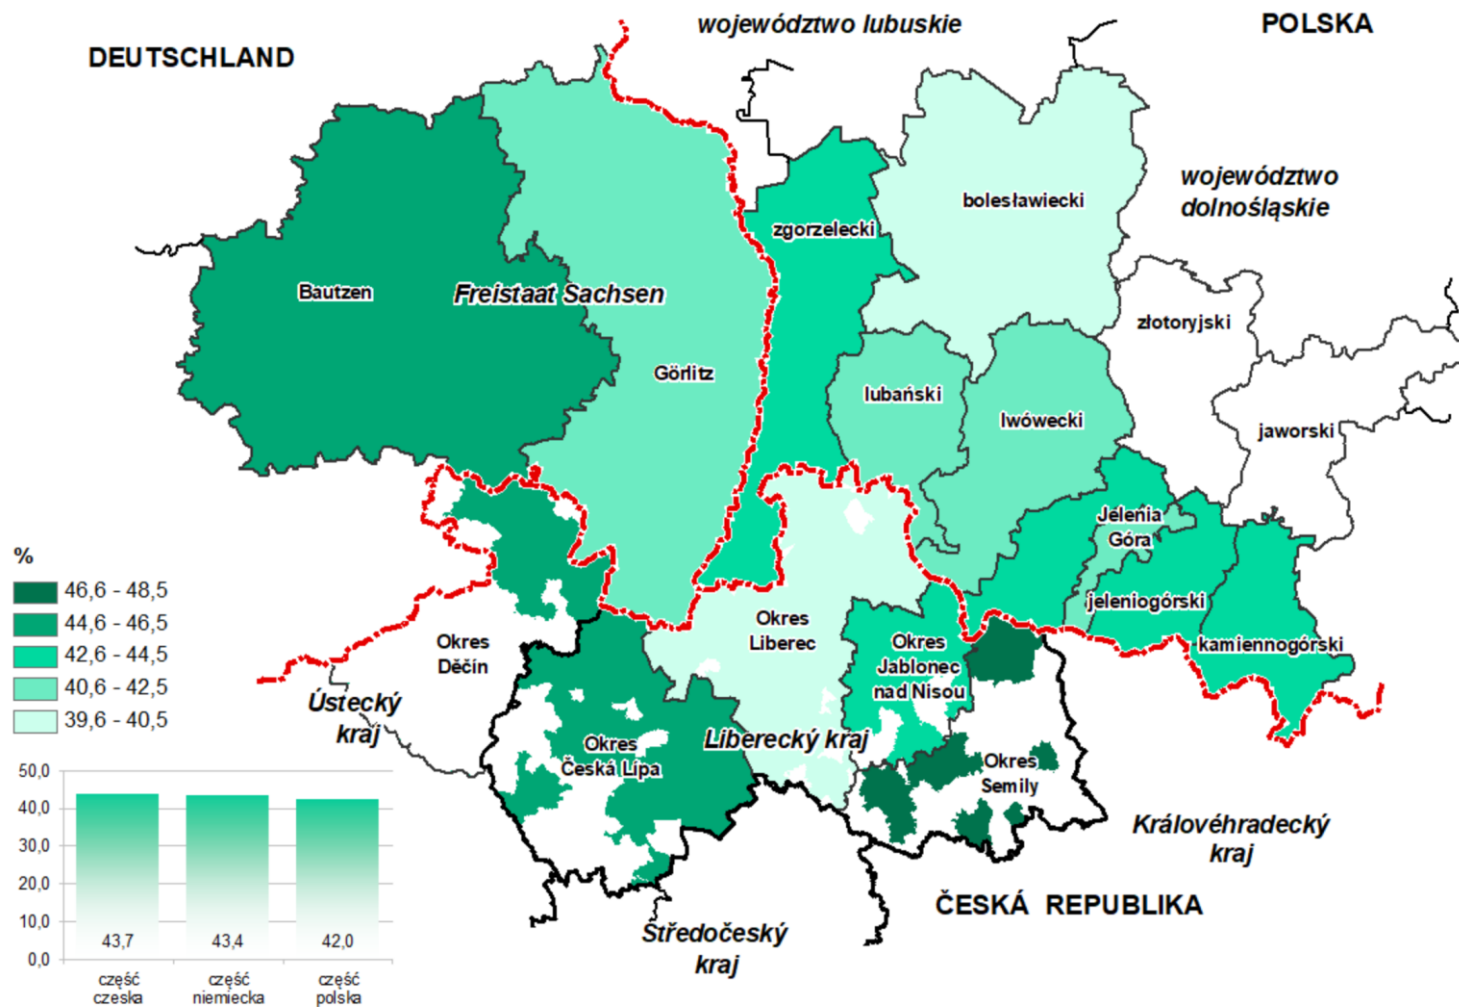 DEUTSCHLAND
województwo lubuskie
POLSKA
województwo
dolnośląskie
bolesławiecki
zgorzelecki
Bautzen
Freistaat Sachsen
złotoryjski
Görlitz
lubański
lwówecki
jaworski
Jelenia
Góra
jeleniogórski
kamiennogórski
%
46,6 - 48,5
44,6 - 46,5
42,6 - 44,5
40,6 - 42,5
39,6 - 40,5
Okres
Děčín
Ústecký
kraj
Okres
Liberec
Okres
Jablonec
nad Nisou
Okres
Česká Lípa
Liberecký kraj
Okres
Semily
Královéhradecký
kraj
ČESKÁ REPUBLIKA
Středočeský
kraj
50,0
40,0
30,0
20,0
10,0
0,0
43,7
43,4
42,0
część
czeska
część
niemiecka
część
polska